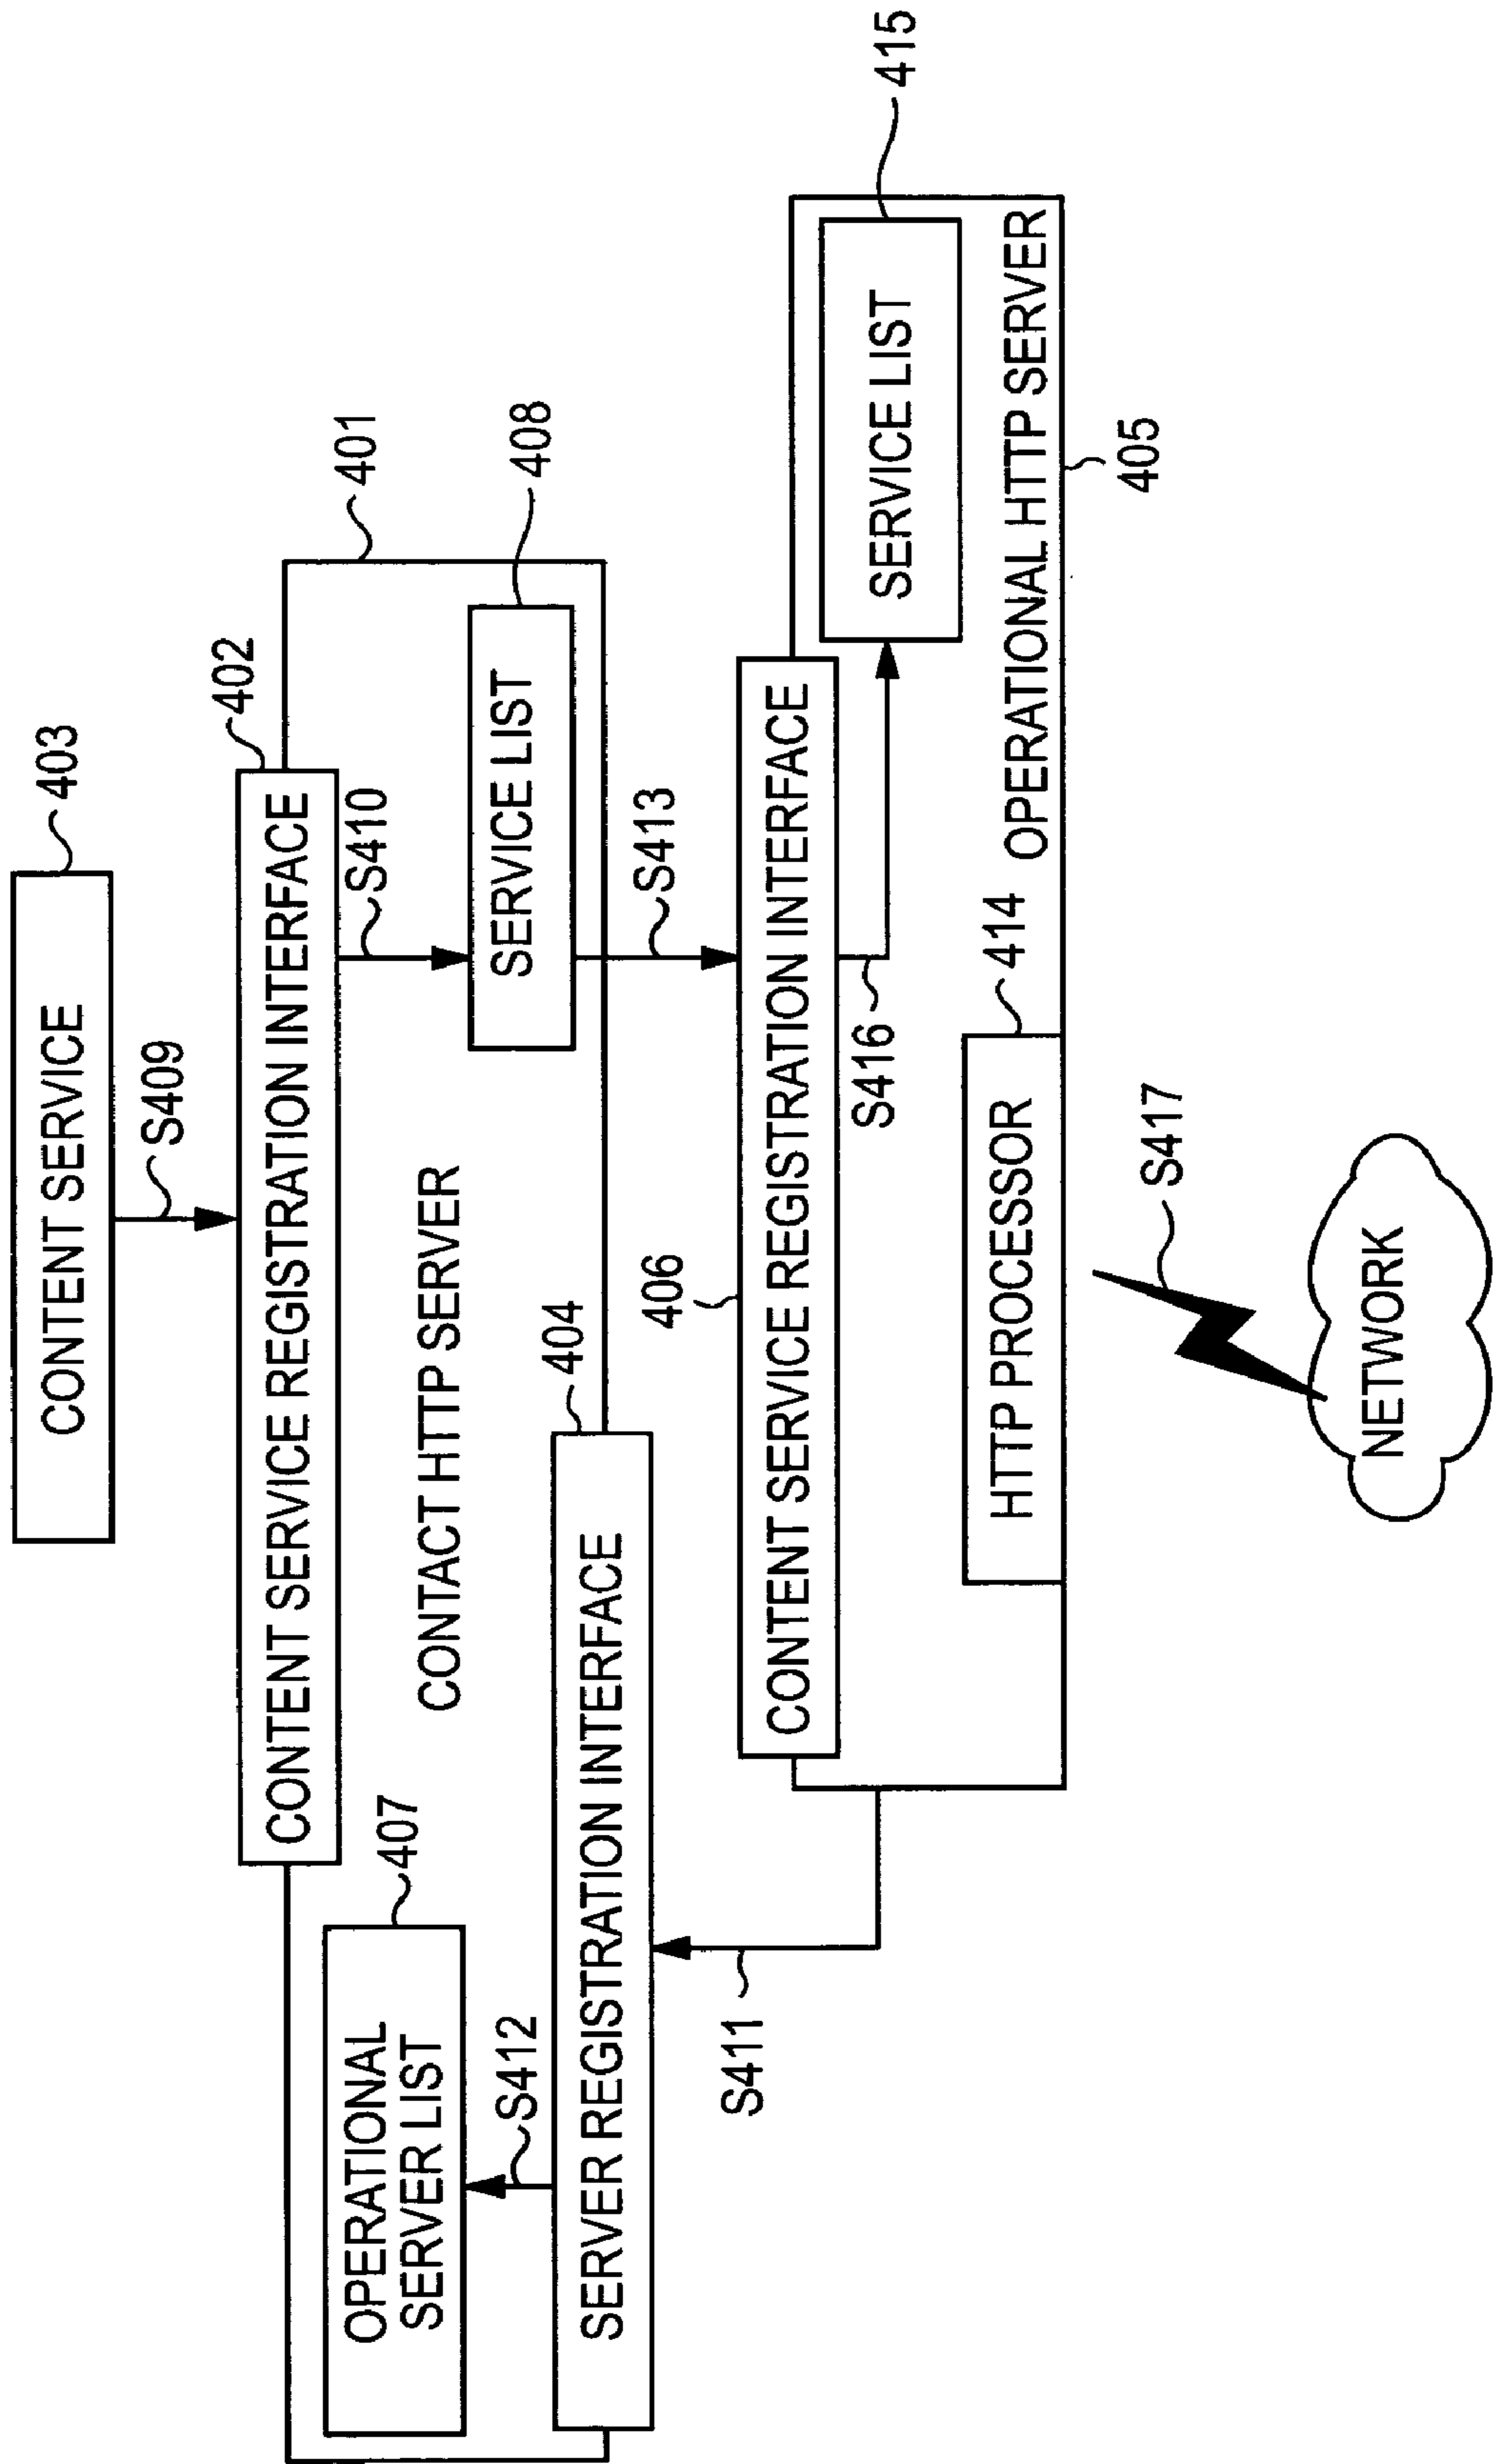 CONTENT SERVICE
403
S409
402
CONTENT SERVICE REGISTRATION INTERFACE
401
OPERATIONAL
SERVER LIST
407
CONTACT HTTP SERVER
S410
SERVICE LIST
408
S412
404
SERVER REGISTRATION INTERFACE
S413
S411
406
CONTENT SERVICE REGISTRATION INTERFACE
S416
SERVICE LIST
415
HTTP PROCESSOR
414
OPERATIONAL HTTP SERVER
405
S417
NETWORK